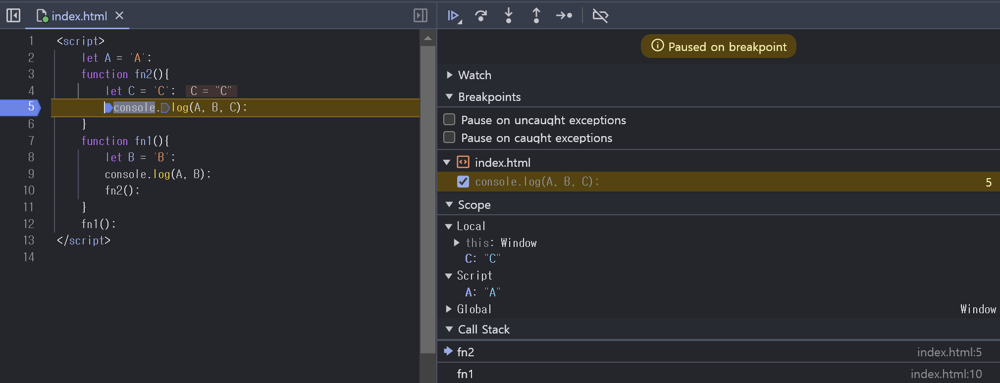 index.html
1 <script>
2 let A = 'A';
3 function fn2(){
4 let C = 'C'; C = "C"
5 console.log(A, B, C);
6 }
7 function fn1(){
8 let B = 'B';
9 console.log(A, B);
10 fn2();
11 }
12 fn1();
13 </script>
14
Paused on breakpoint
Watch
Breakpoints
Pause on uncaught exceptions
Pause on caught exceptions
index.html
console.log(A, B, C); 5
Scope
Local
this: Window
C: "C"
Script
A: "A"
Global Window
Call Stack
fn2 index.html:5
fn1 index.html:10